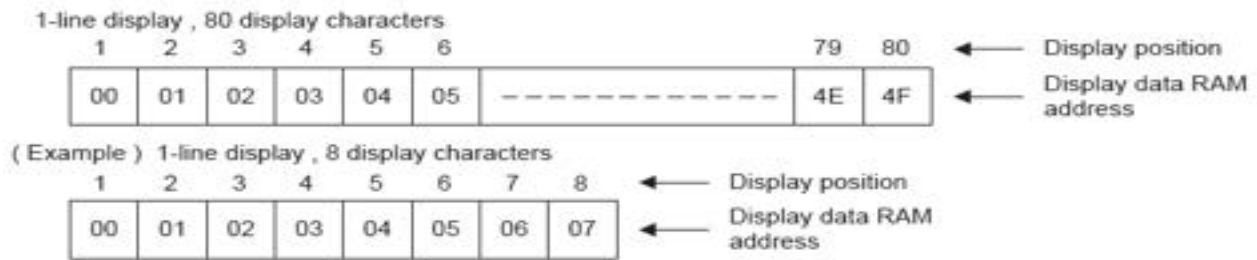 1-line display , 80 display characters
1 2 3 4 5 6 79 80 Display position
00 01 02 03 04 05 4E 4F Display data RAM address
( Example ) 1-line display , 8 display characters
1 2 3 4 5 6 7 8 Display position
00 01 02 03 04 05 06 07 Display data RAM address